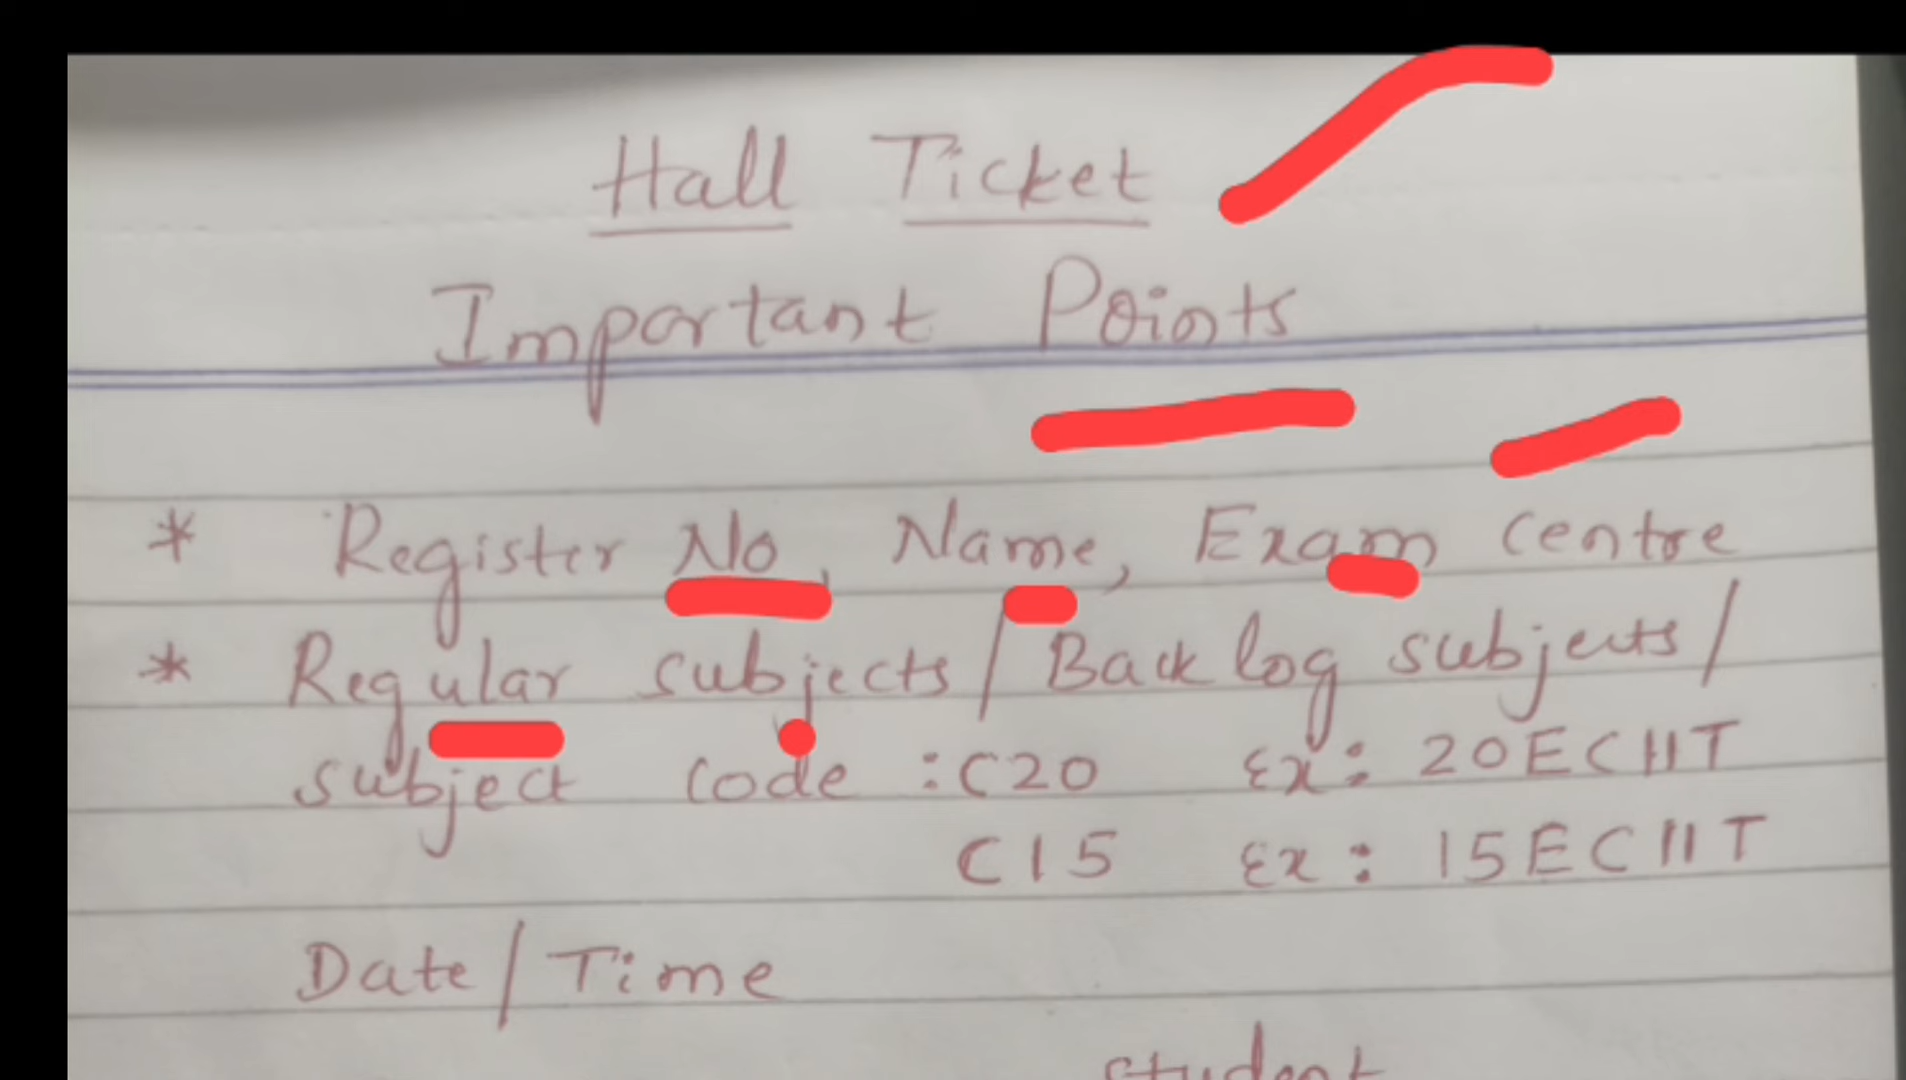 Hall Ticket
Important Points
* Register No, Name, Exam centre
* Regular subjects / Back log subjects /
subject code : C20 Ex : 20EC11T
C15 Ex : 15EC11T
Date / Time
student